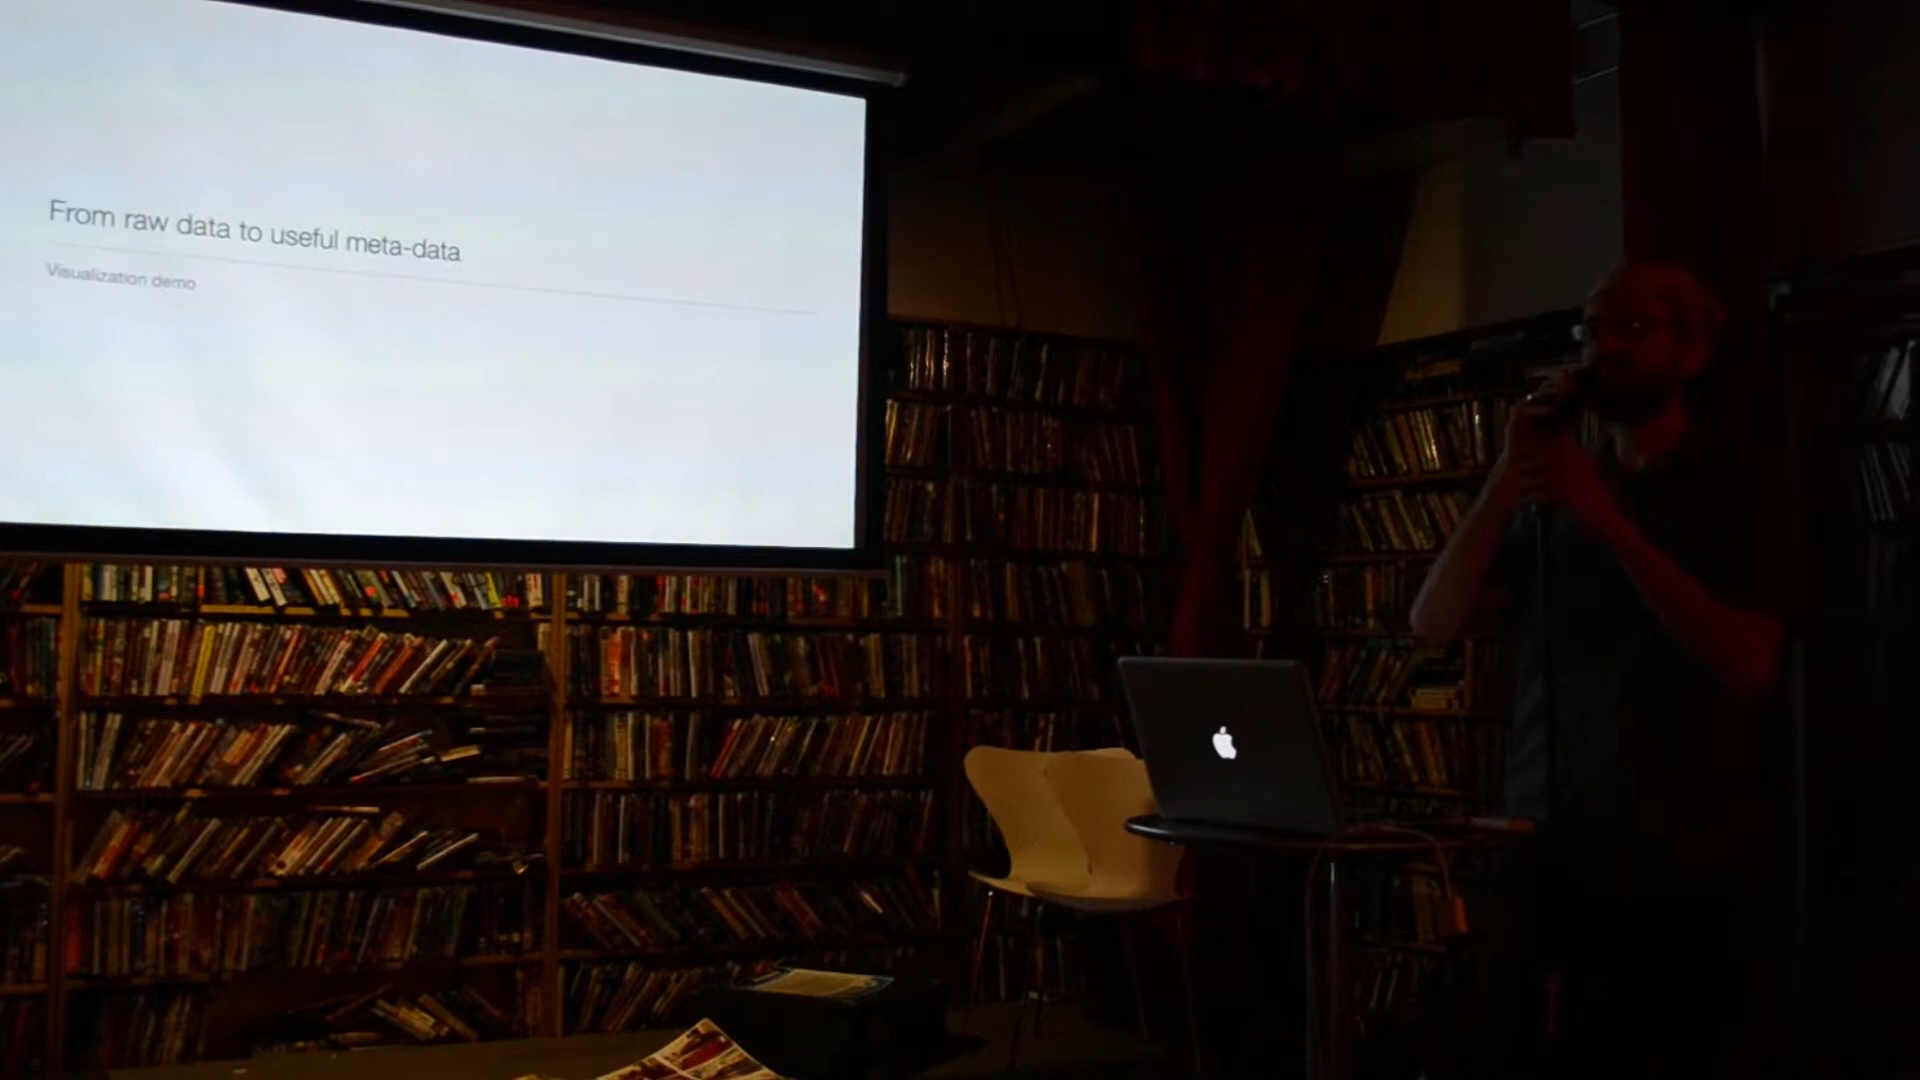 From raw data to useful meta-data
Visualization demo